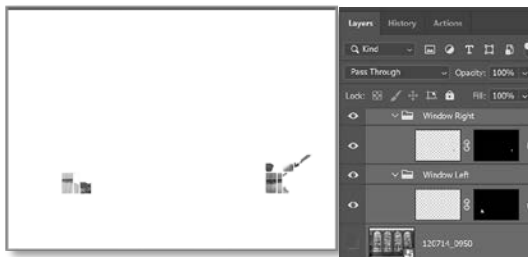 Layers History Actions
Kind
Pass Through Opacity: 100%
Lock: Fill: 100%
Window Right
Window Left
120714_0950